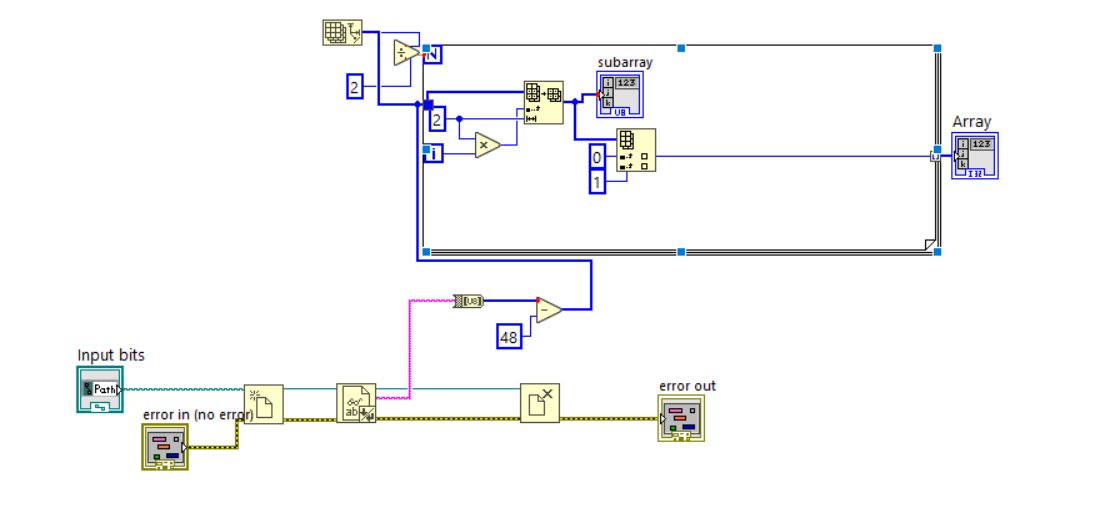 N
2
subarray
i
123
j
k
U8
2
Array
i
123
j
k
I32
i
0
1
[U8]
48
Input bits
Path
error in (no error)
ab
error out